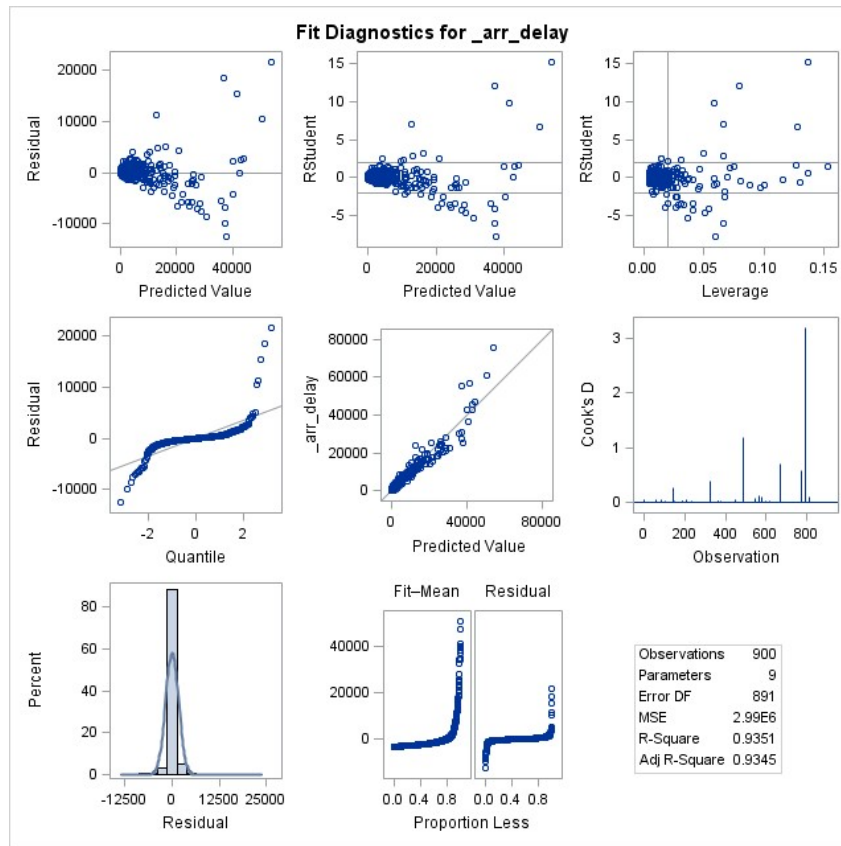 Fit Diagnostics for _arr_delay
Residual
20000
10000
0
-10000
0 20000 40000
Predicted Value
RStudent
15
10
5
0
-5
0 20000 40000
Predicted Value
RStudent
15
10
5
0
-5
0.00 0.05 0.10 0.15
Leverage
Residual
20000
10000
0
-10000
-2 0 2
Quantile
_arr_delay
80000
60000
40000
20000
0
0 40000 80000
Predicted Value
Cook's D
3
2
1
0
0 200 400 600 800
Observation
Percent
80
60
40
20
0
-12500 0 12500 25000
Residual
Fit–Mean Residual
40000
20000
0
0.0 0.4 0.8 0.0 0.4 0.8
Proportion Less
Observations 900
Parameters 9
Error DF 891
MSE 2.99E6
R-Square 0.9351
Adj R-Square 0.9345